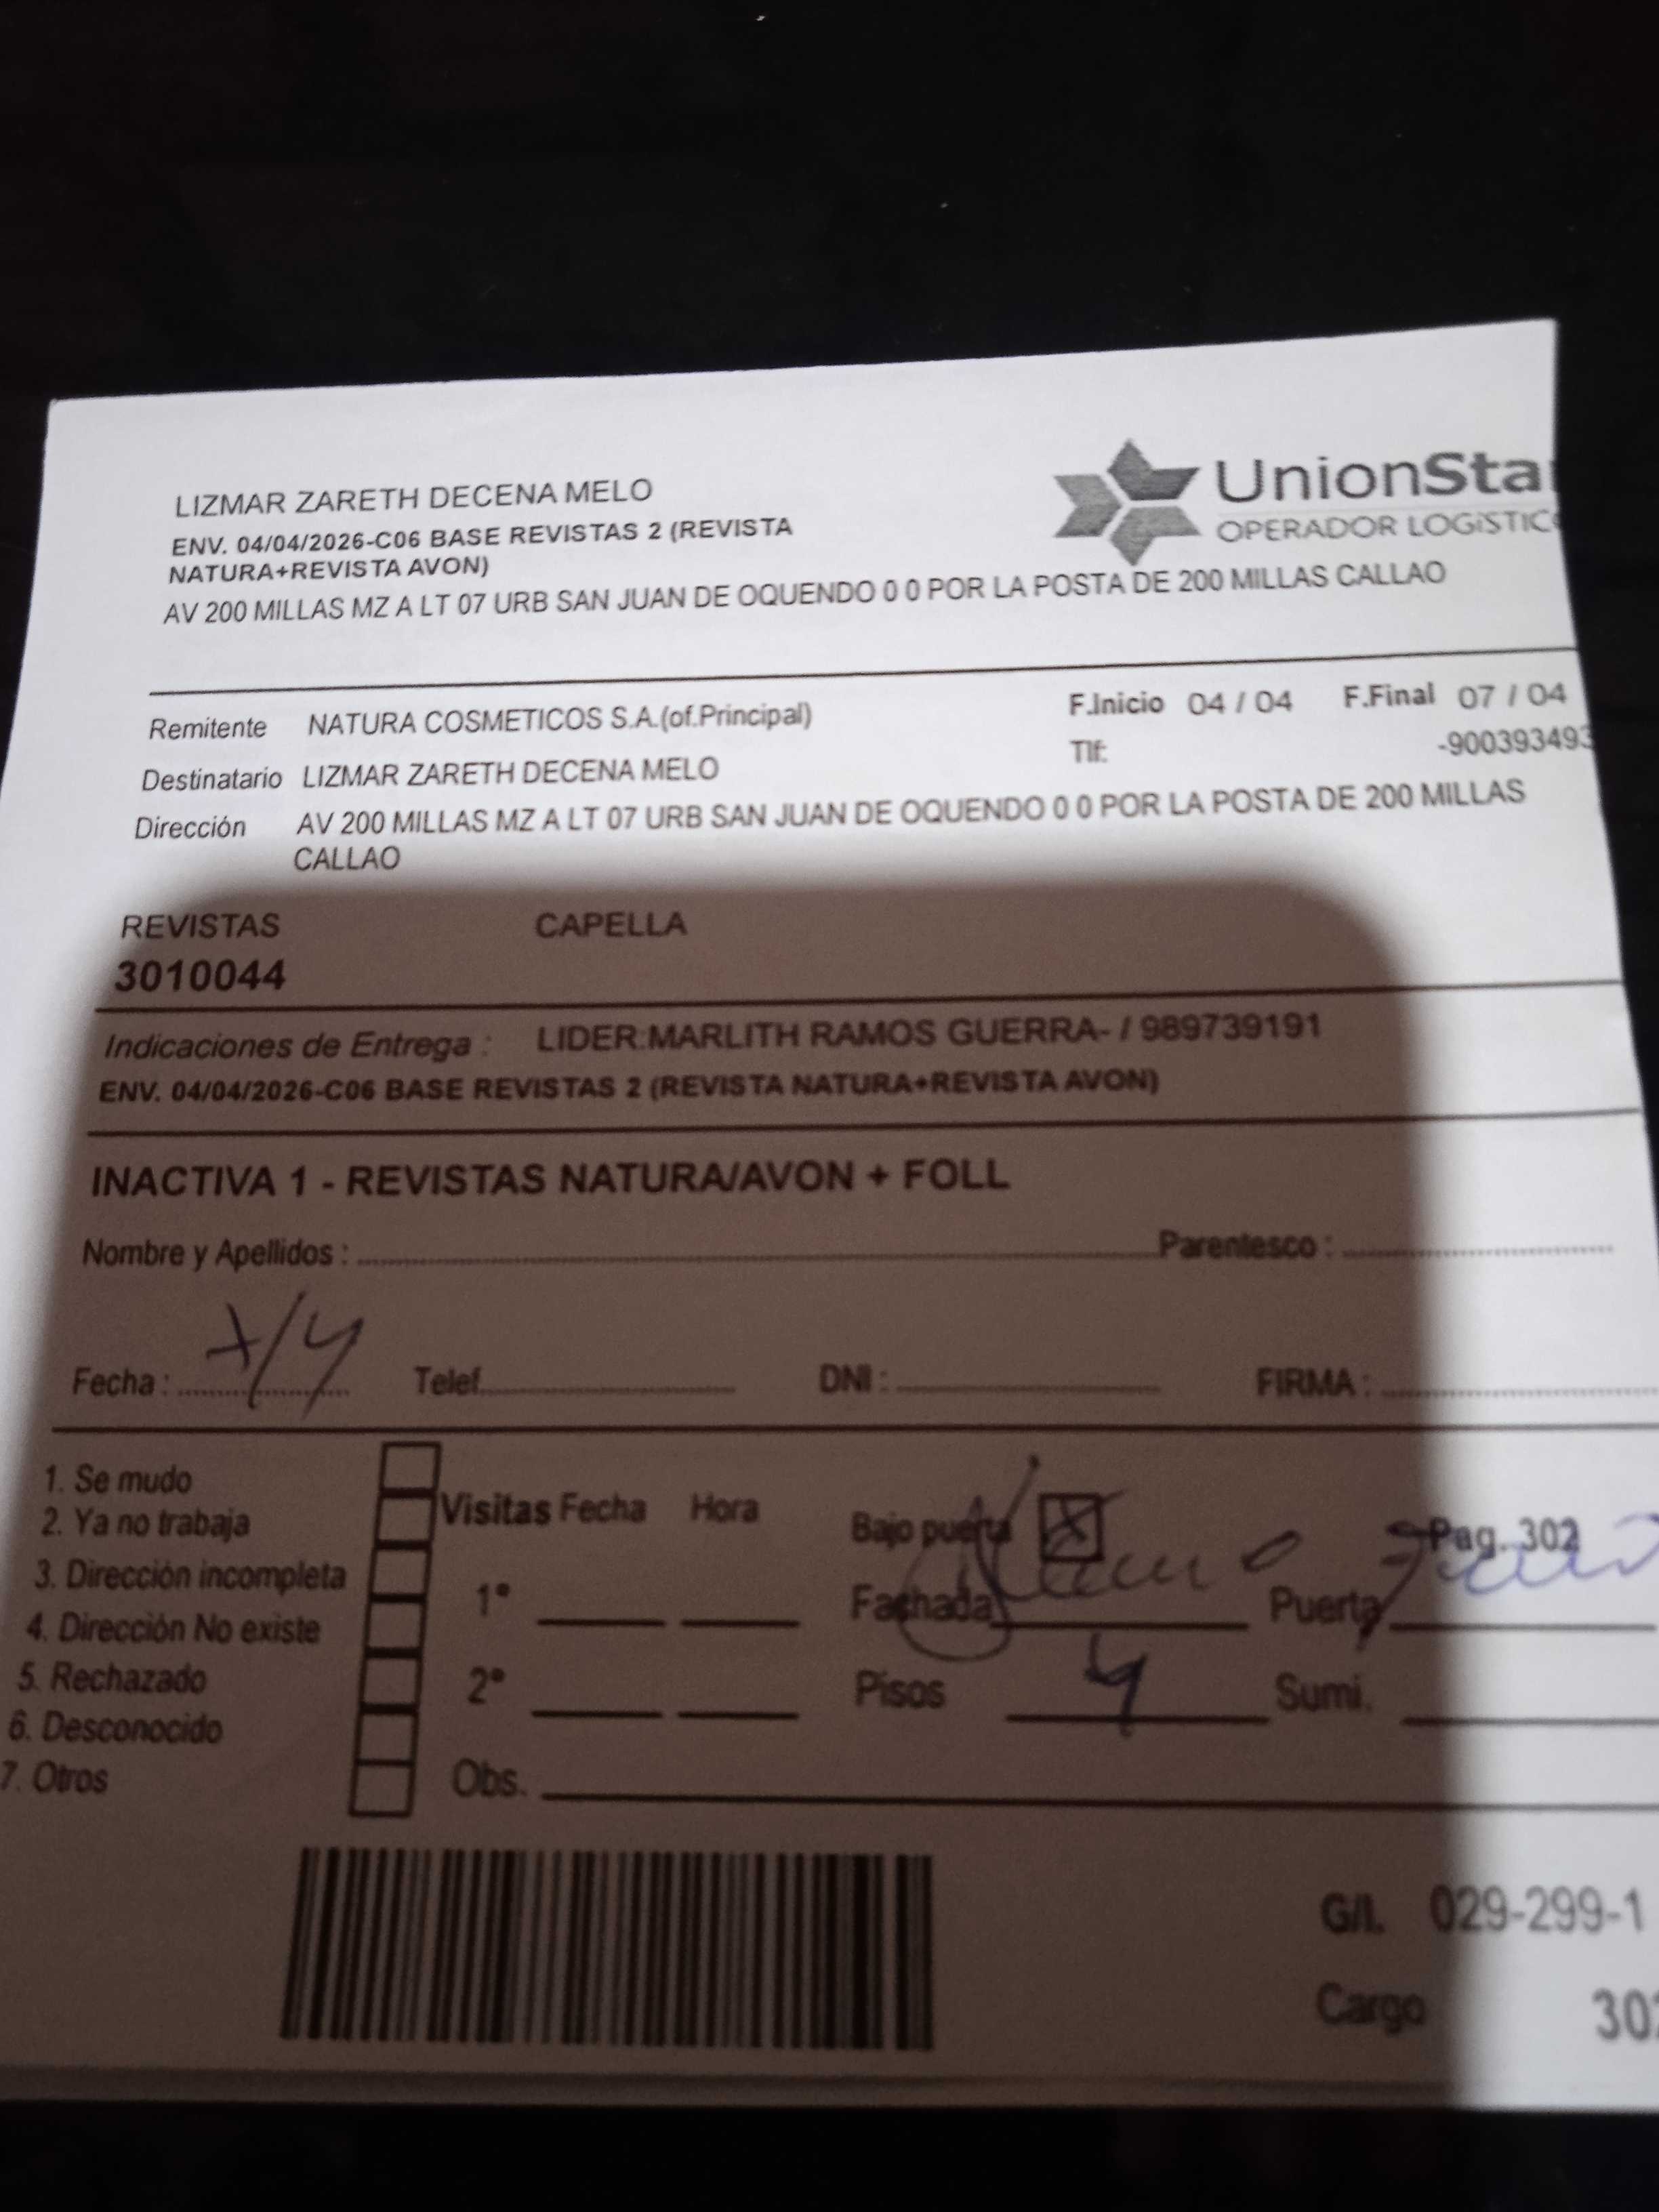 LIZMAR ZARETH DECENA MELO
ENV. 04/04/2026-C06 BASE REVISTAS 2 (REVISTA
NATURA+REVISTA AVON)
AV 200 MILLAS MZ A LT 07 URB SAN JUAN DE OQUENDO 0 0 POR LA POSTA DE 200 MILLAS CALLAO
UnionSta
OPERADOR LOGíSTIC
Remitente NATURA COSMETICOS S.A.(of.Principal) F.Inicio 04 / 04 F.Final 07 / 04
Tlf: -900393493
Destinatario LIZMAR ZARETH DECENA MELO
Dirección AV 200 MILLAS MZ A LT 07 URB SAN JUAN DE OQUENDO 0 0 POR LA POSTA DE 200 MILLAS
CALLAO
REVISTAS CAPELLA
3010044
Indicaciones de Entrega : LIDER:MARLITH RAMOS GUERRA- / 989739191
ENV. 04/04/2026-C06 BASE REVISTAS 2 (REVISTA NATURA+REVISTA AVON)
INACTIVA 1 - REVISTAS NATURA/AVON + FOLL
Nombre y Apellidos : Parentesco :
Fecha : 7/4 Telef. DNI : FIRMA :
1. Se mudo
2. Ya no trabaja
3. Dirección incompleta
4. Dirección No existe
5. Rechazado
6. Desconocido
7. Otros
Visitas Fecha Hora
1°
2°
Obs.
Bajo puerta X Pag. 302
Fachada Puerta
Pisos 4 Sumi.
G/I. 029-299-1
Cargo 302